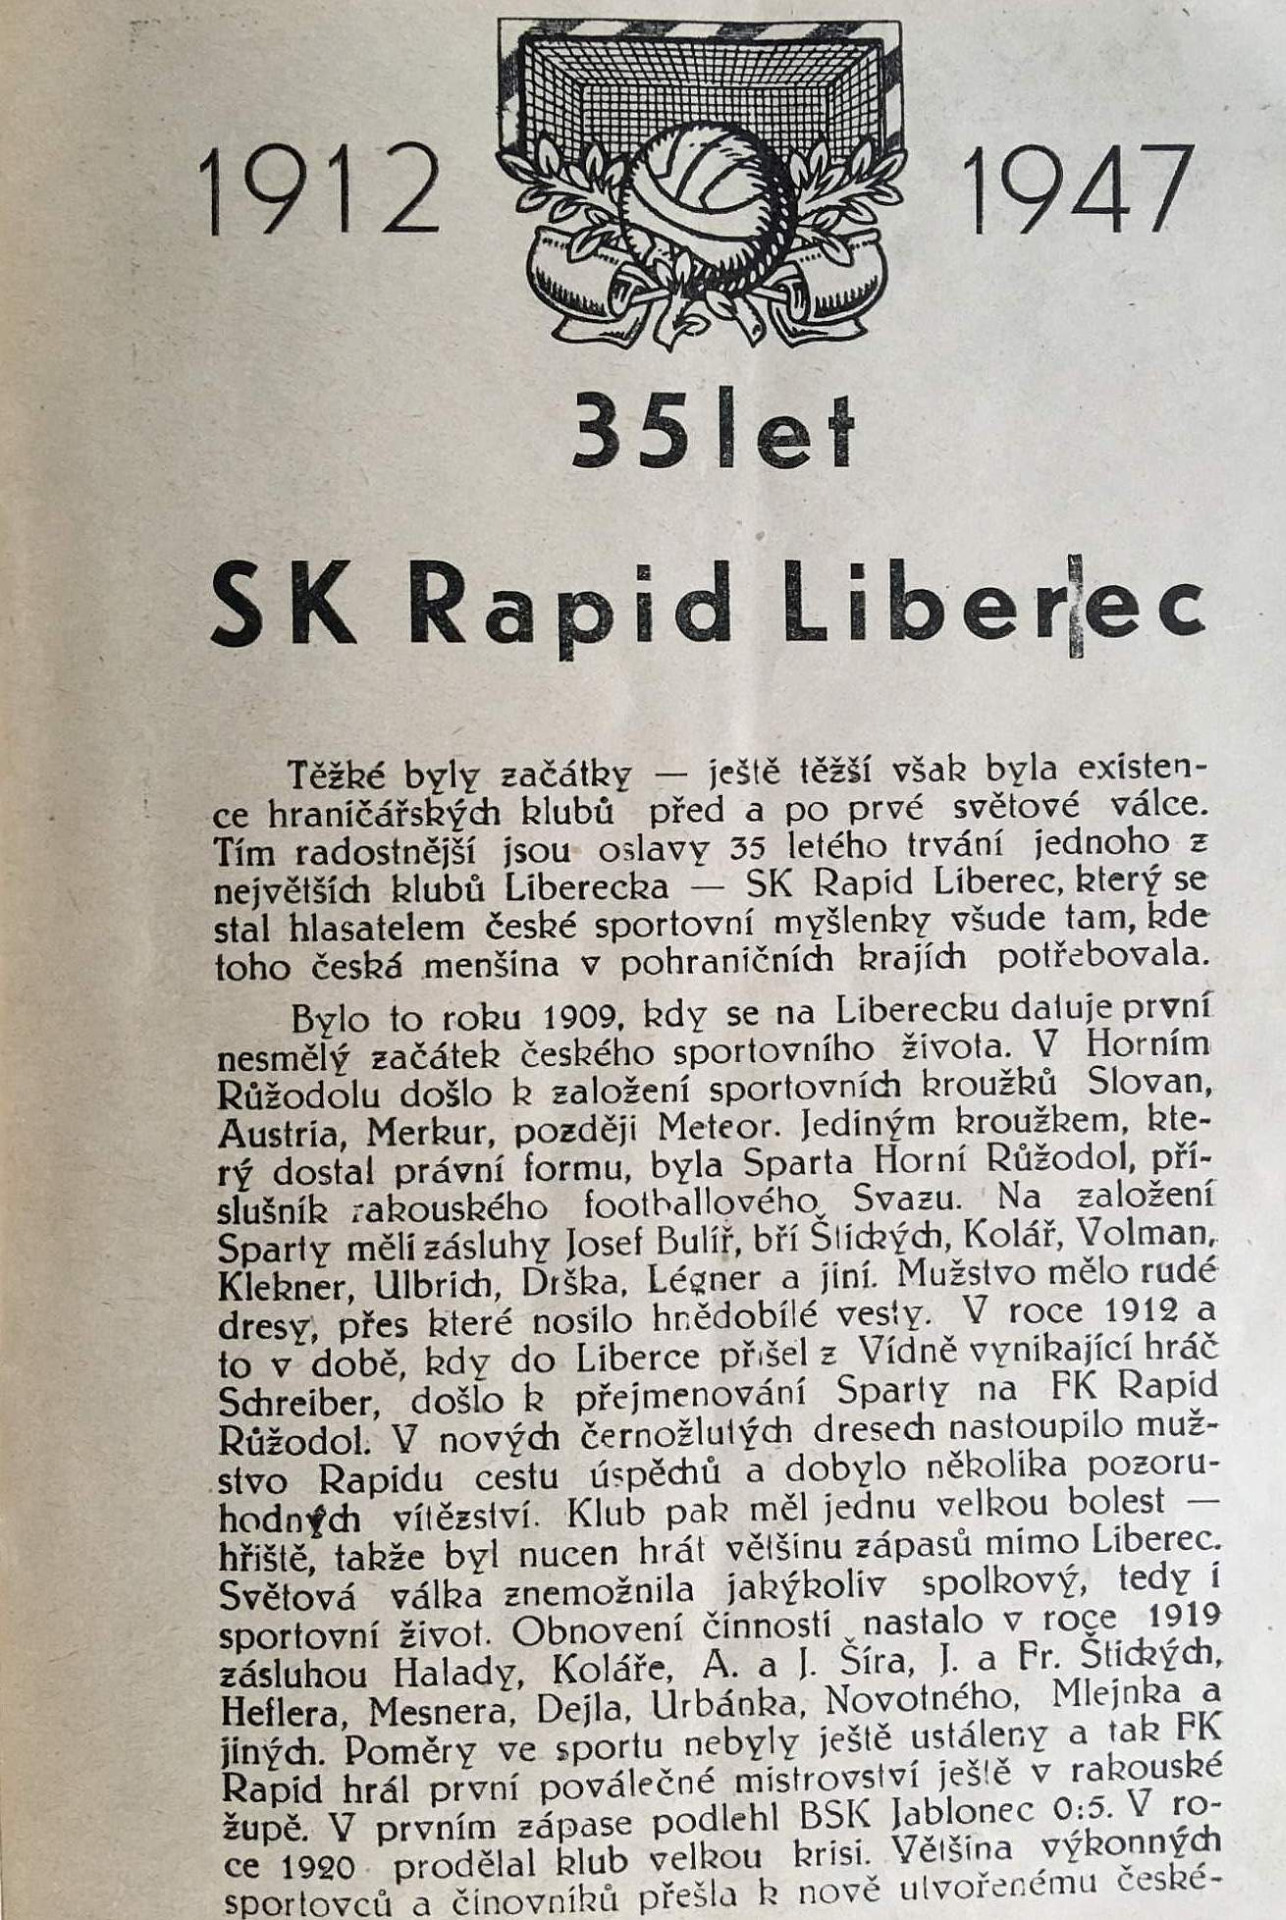 1912
1947
35 let
SK Rapid Liberec
Těžké byly začátky — ještě těžší však byla existen-
ce hraničářských klubů před a po prvé světové válce.
Tím radostnější jsou oslavy 35 letého trvání jednoho z
největších klubů Liberecka — SK Rapid Liberec, který se
stal hlasatelem české sportovní myšlenky všude tam, kde
toho česká menšina v pohraničních krajích potřebovala.
Bylo to roku 1909, kdy se na Liberecku datuje první
nesmělý začátek českého sportovního života. V Horním
Růžodolu došlo k založení sportovních kroužků Slovan,
Austria, Merkur, později Meteor. Jediným kroužkem, kte-
rý dostal právní formu, byla Sparta Horní Růžodol, pří-
slušník rakouského footballového Svazu. Na založení
Sparty měli zásluhy Josef Bulíř, bří Štických, Kolář, Volman,
Klekner, Ulbrich, Drška, Légner a jiní. Mužstvo mělo rudé
dresy, přes které nosilo hnědobílé vesty. V roce 1912 a
to v době, kdy do Liberce přišel z Vídně vynikající hráč
Schreiber, došlo k přejmenování Sparty na FK Rapid
Růžodol. V nových černožlutých dresech nastoupilo muž-
stvo Rapidu cestu úspěchů a dobylo několika pozoru-
hodných vítězství. Klub pak měl jednu velkou bolest —
hřiště, takže byl nucen hrát většinu zápasů mimo Liberec.
Světová válka znemožnila jakýkoliv spolkový, tedy i
sportovní život. Obnovení činnosti nastalo v roce 1919
zásluhou Halady, Koláře, A. a J. Šíra, J. a Fr. Štických,
Heflera, Mesnera, Dejla, Urbánka, Novotného, Mlejnka a
jiných. Poměry ve sportu nebyly ještě ustáleny a tak FK
Rapid hrál první poválečné mistrovství ještě v rakouské
župě. V prvním zápase podlehl BSK Jablonec 0:5. V ro-
ce 1920 prodělal klub velkou krisi. Většina výkonných
sportovců a činovníků přešla k nově utvořenému české-